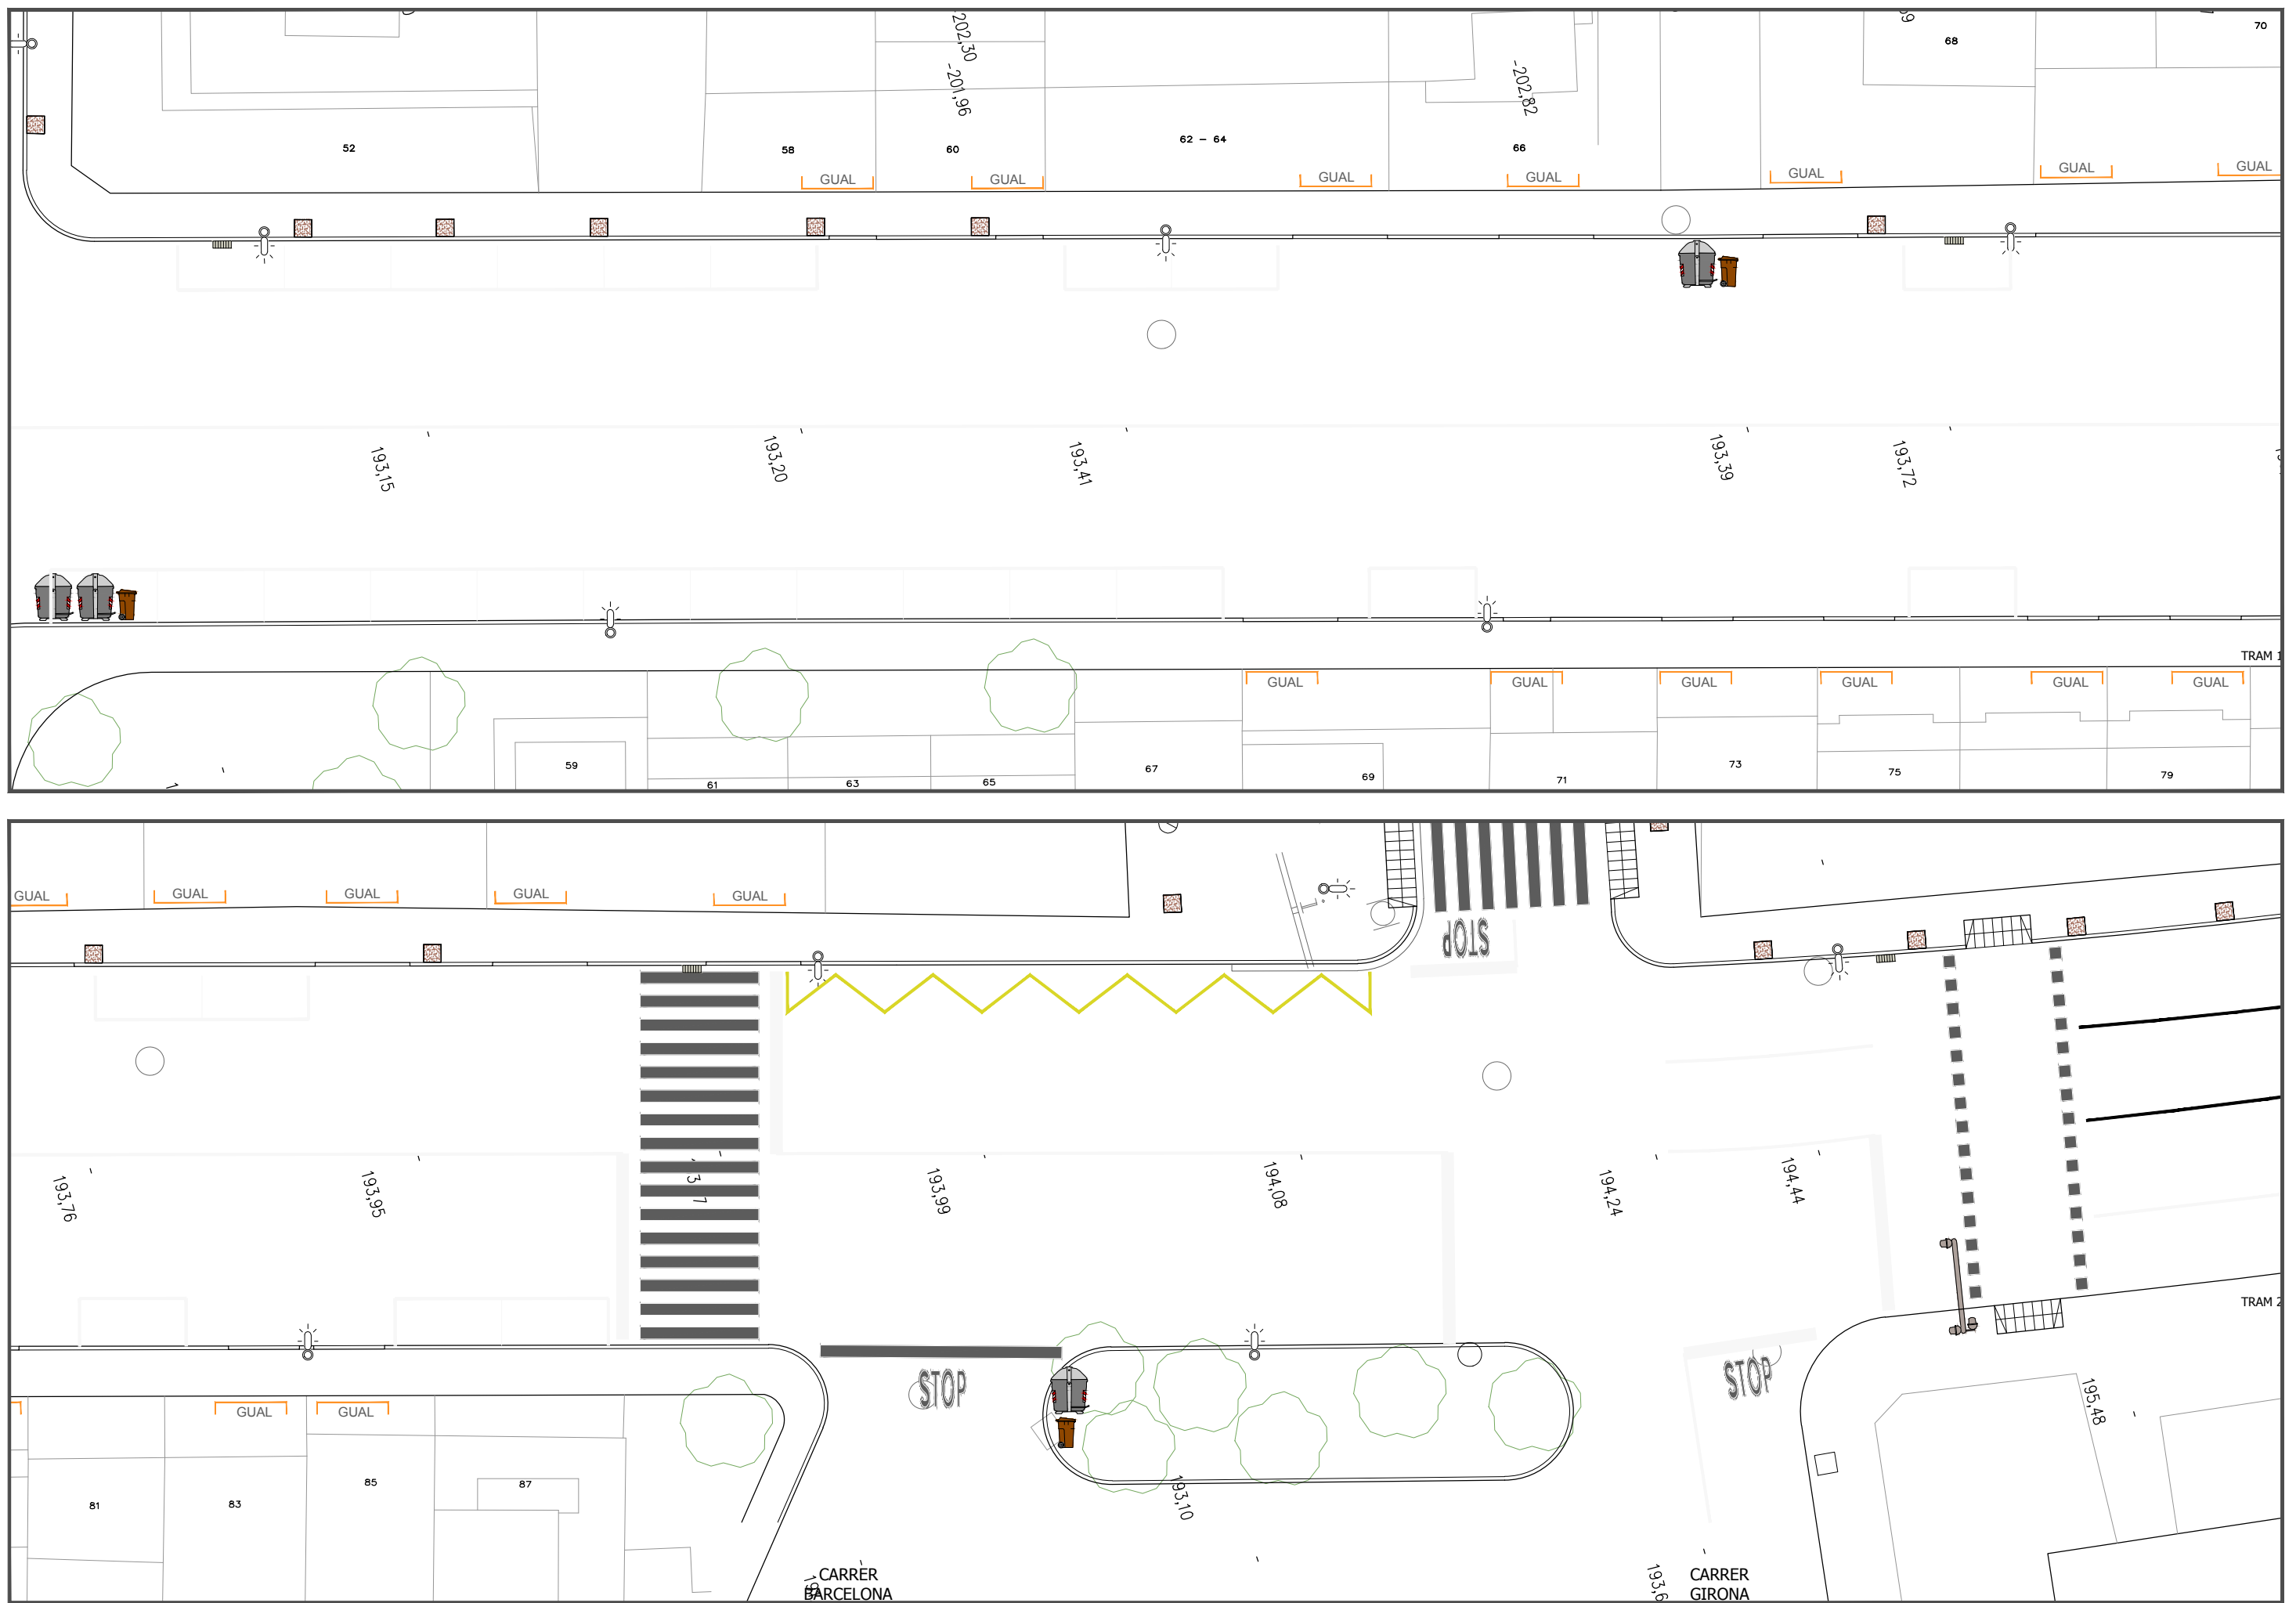 -202,30
-201,96
-202,82
68
70
52
58
60
62 - 64
66
GUAL
GUAL
GUAL
GUAL
GUAL
GUAL
GUAL
193,15
193,20
193,41
193,39
193,72
TRAM 1
GUAL
GUAL
GUAL
GUAL
GUAL
GUAL
59
61
63
65
67
69
71
73
75
79
GUAL
GUAL
GUAL
GUAL
GUAL
STOP
193,76
193,95
193,99
194,08
194,24
194,44
TRAM 2
STOP
STOP
GUAL
GUAL
195,48
81
83
85
87
193,10
CARRER
BARCELONA
CARRER
GIRONA